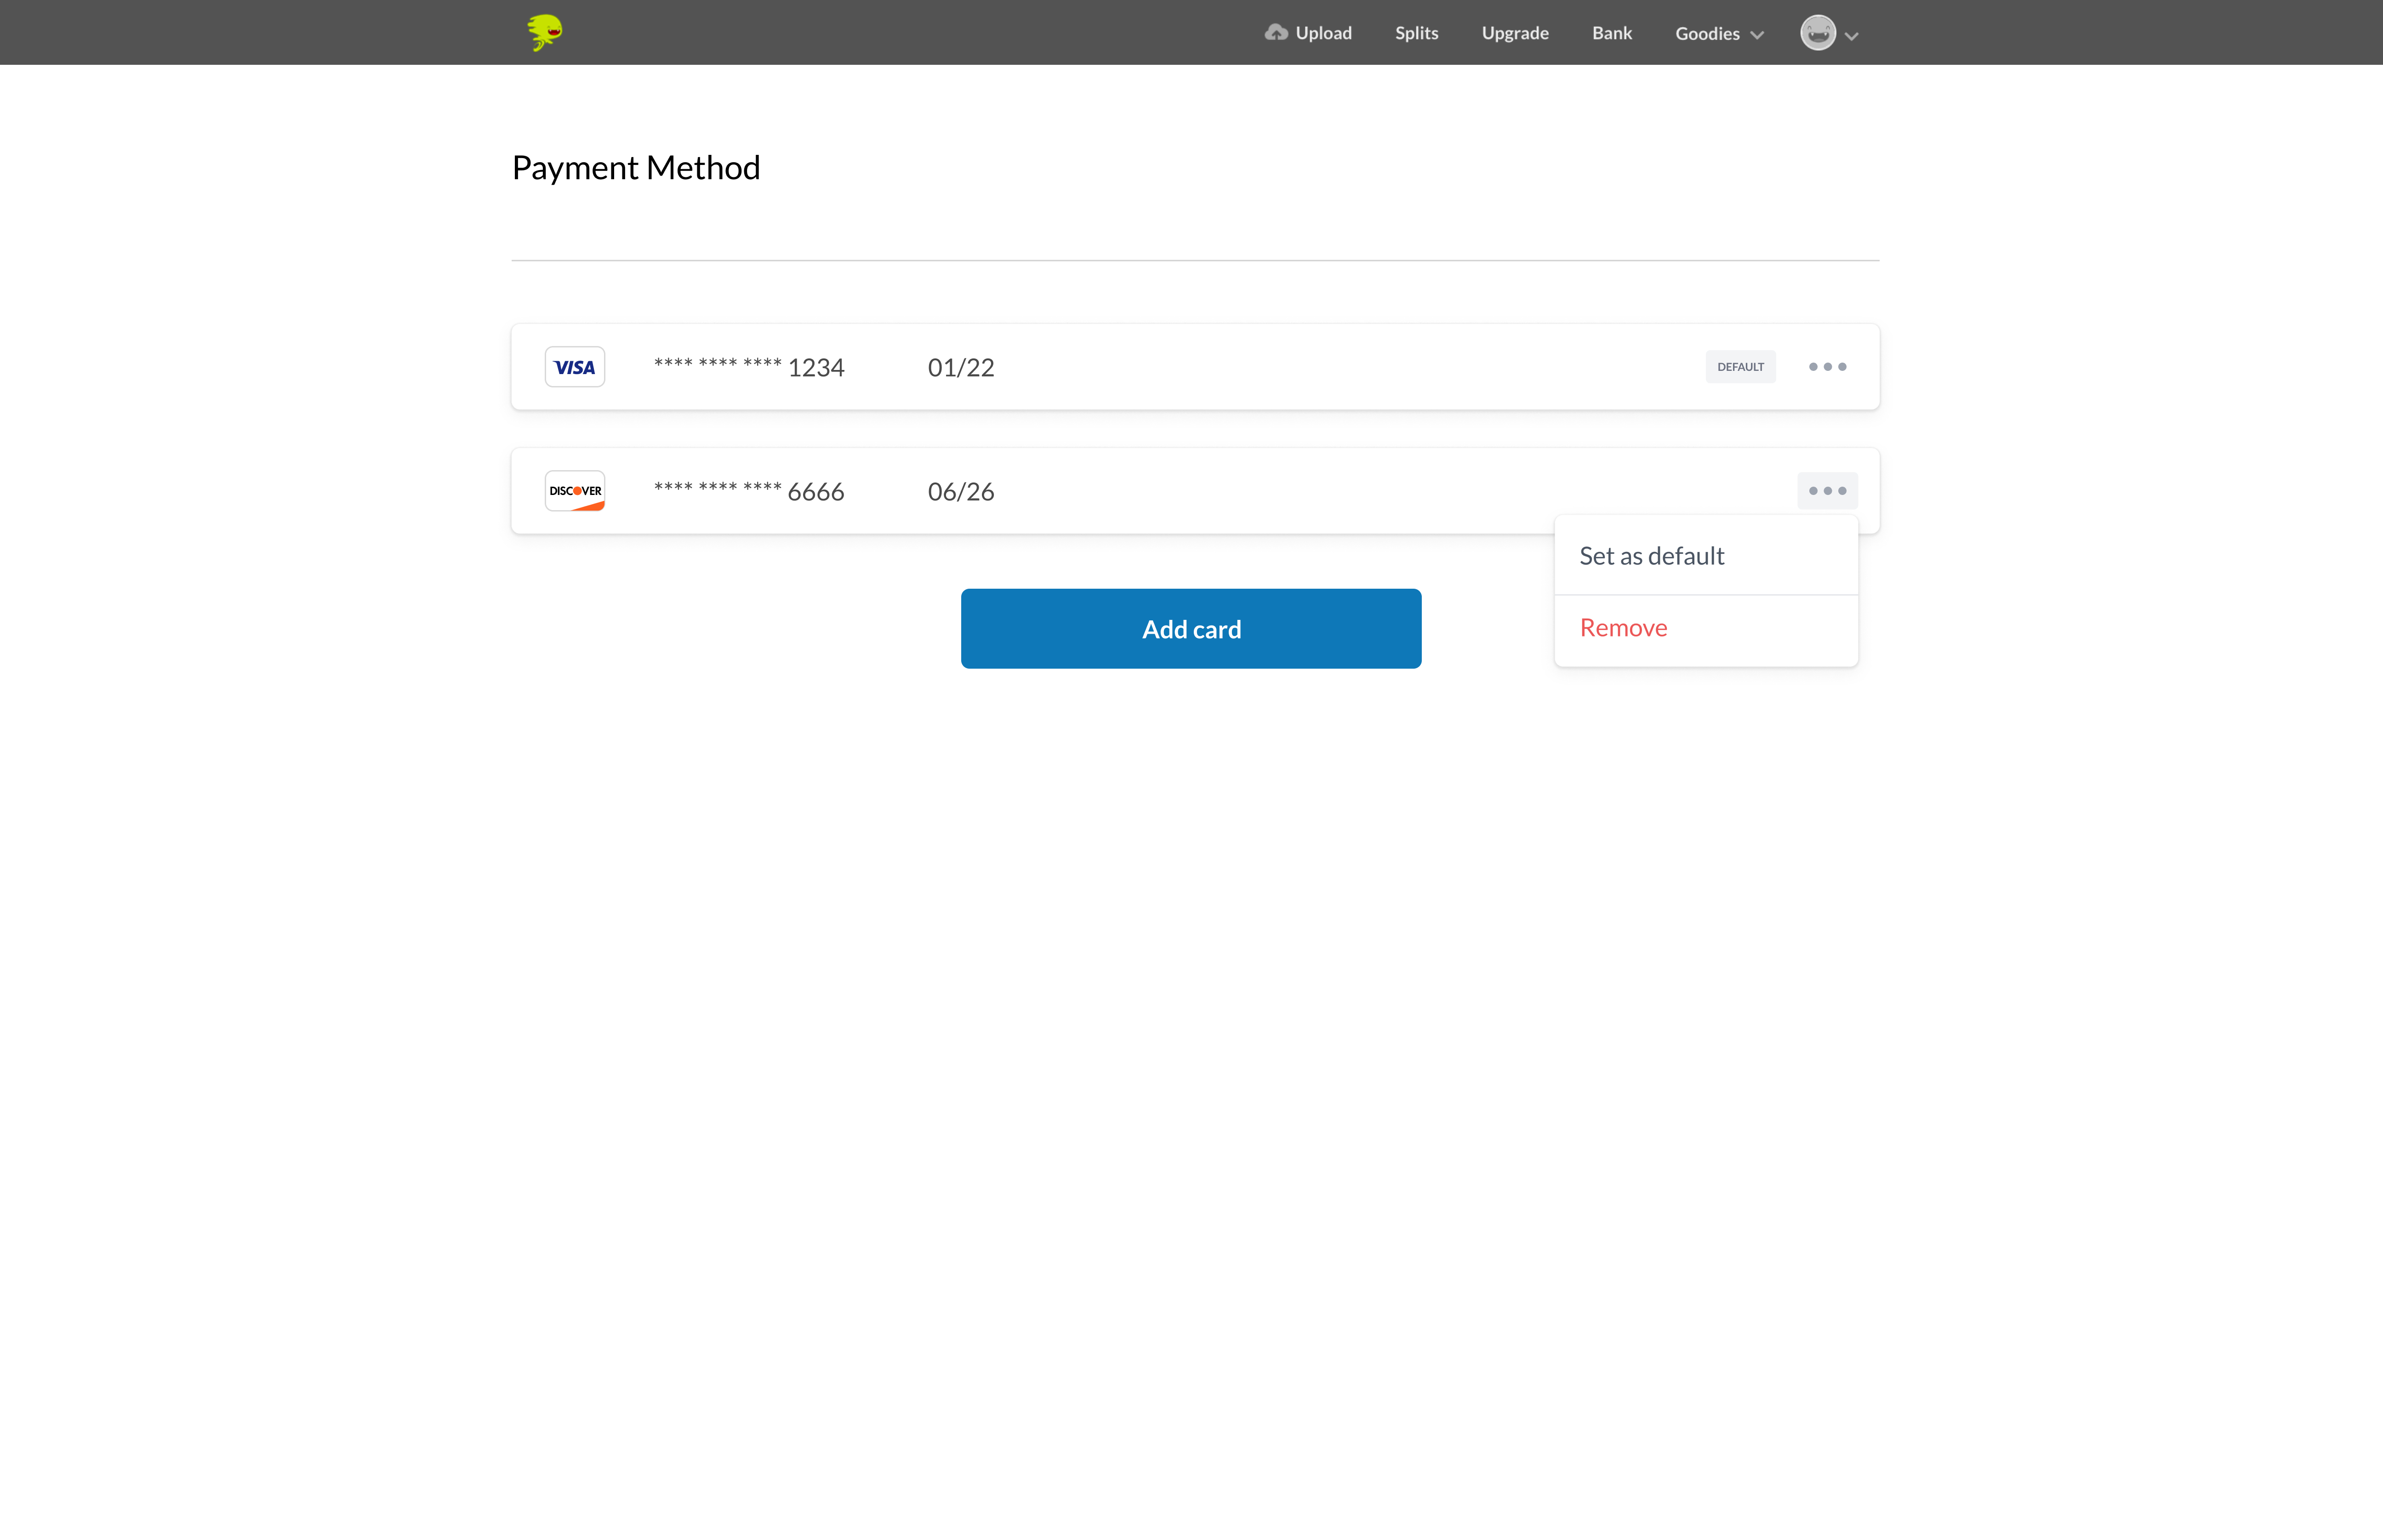 Upload Splits Upgrade Bank Goodies
Payment Method
VISA **** **** **** 1234 01/22 DEFAULT
DISCOVER **** **** **** 6666 06/26
Set as default
Remove
Add card